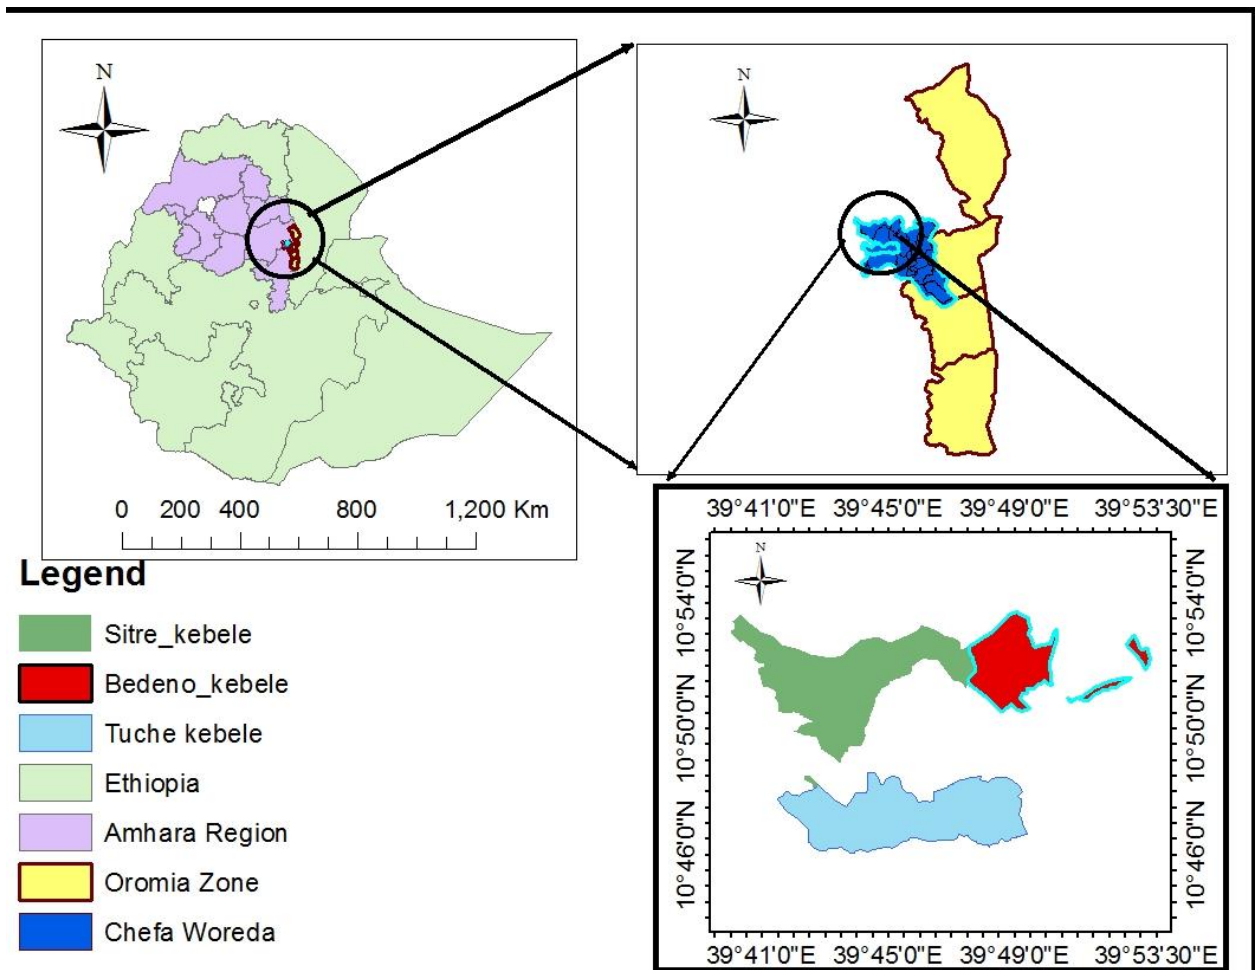 N
0 200 400 800 1,200 Km
N
Legend
Sitre_kebele
Bedeno_kebele
Tuche kebele
Ethiopia
Amhara Region
Oromia Zone
Chefa Woreda
39°41'0"E 39°45'0"E 39°49'0"E 39°53'30"E
N
10°54'0"N
10°50'0"N
10°46'0"N
10°54'0"N
10°50'0"N
10°46'0"N
39°41'0"E 39°45'0"E 39°49'0"E 39°53'30"E